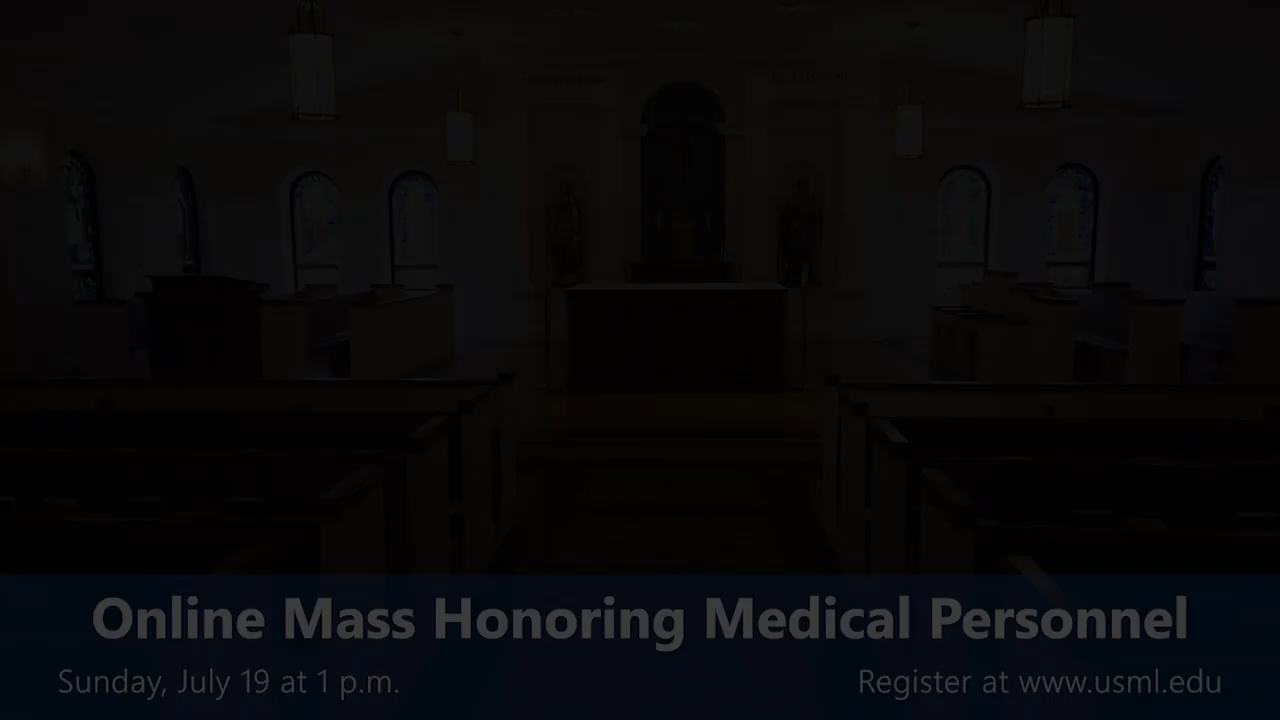 Online Mass Honoring Medical Personnel
Sunday, July 19 at 1 p.m.
Register at www.usml.edu